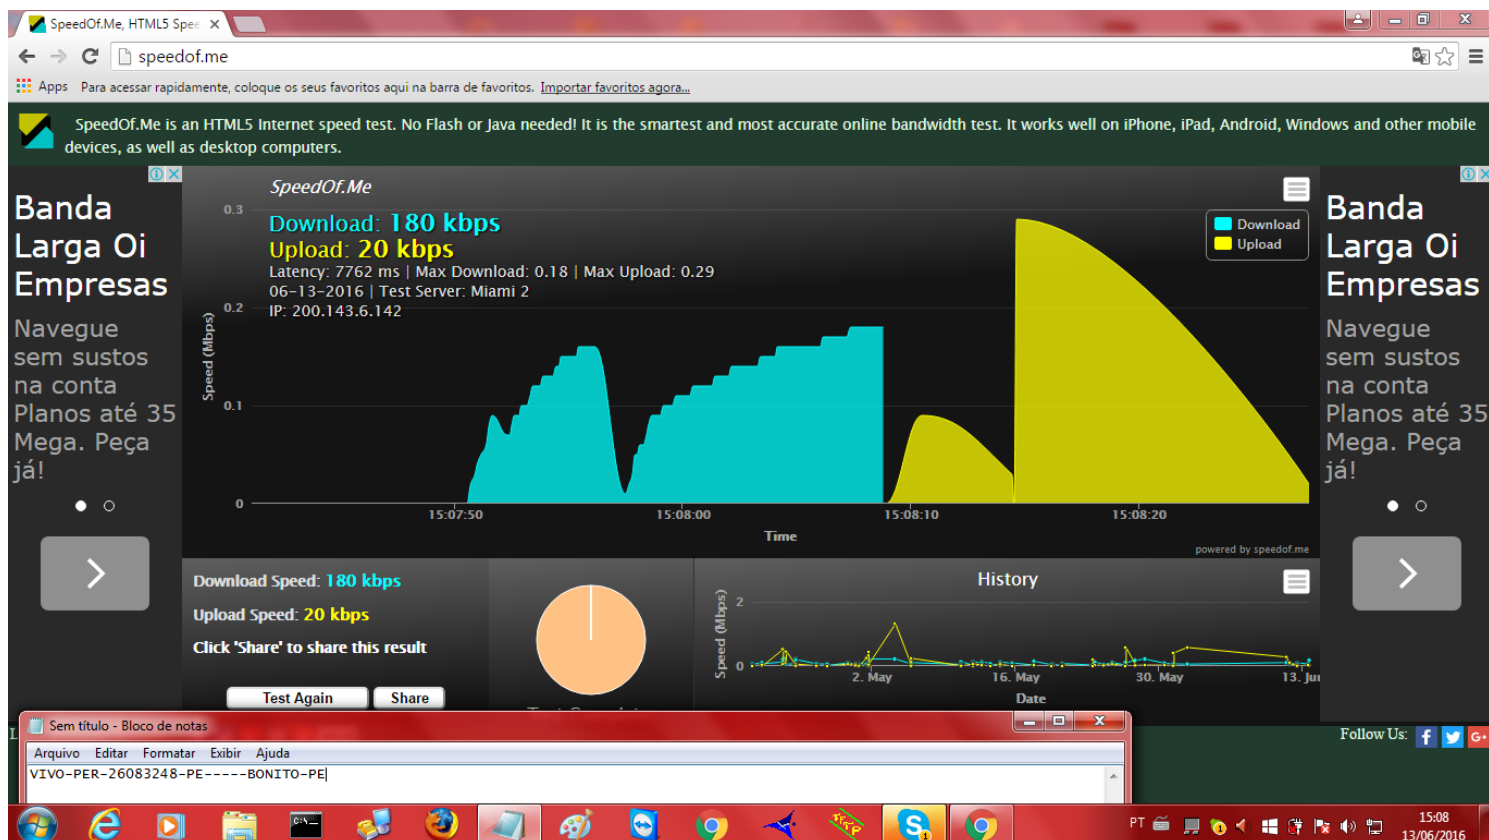 SpeedOf.Me, HTML5 Spee
speedof.me
Apps Para acessar rapidamente, coloque os seus favoritos aqui na barra de favoritos. Importar favoritos agora...
SpeedOf.Me is an HTML5 Internet speed test. No Flash or Java needed! It is the smartest and most accurate online bandwidth test. It works well on iPhone, iPad, Android, Windows and other mobile
devices, as well as desktop computers.
Banda
Larga Oi
Empresas
Navegue
sem sustos
na conta
Planos até 35
Mega. Peça
já!
SpeedOf.Me
Download: 180 kbps
Upload: 20 kbps
Latency: 7762 ms | Max Download: 0.18 | Max Upload: 0.29
06-13-2016 | Test Server: Miami 2
IP: 200.143.6.142
Download
Upload
0.3
0.2
0.1
0
Speed (Mbps)
15:07:50 15:08:00 15:08:10 15:08:20
Time
powered by speedof.me
Banda
Larga Oi
Empresas
Navegue
sem sustos
na conta
Planos até 35
Mega. Peça
já!
Download Speed: 180 kbps
Upload Speed: 20 kbps
Click 'Share' to share this result
Test Again Share
History
Speed (Mbps)
2
0
2. May 16. May 30. May 13. Ju
Date
Follow Us:
Sem título - Bloco de notas
Arquivo Editar Formatar Exibir Ajuda
VIVO-PER-26083248-PE-----BONITO-PE
PT
15:08
13/06/2016